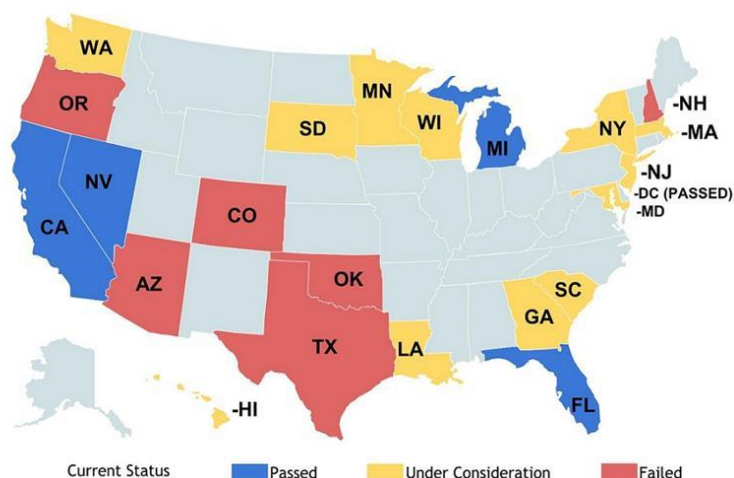 WA
OR
MN
-NH
SD
WI
NY
-MA
MI
NV
-NJ
-DC (PASSED)
CO
-MD
CA
AZ
OK
SC
GA
TX
LA
FL
-HI
Current Status Passed Under Consideration Failed